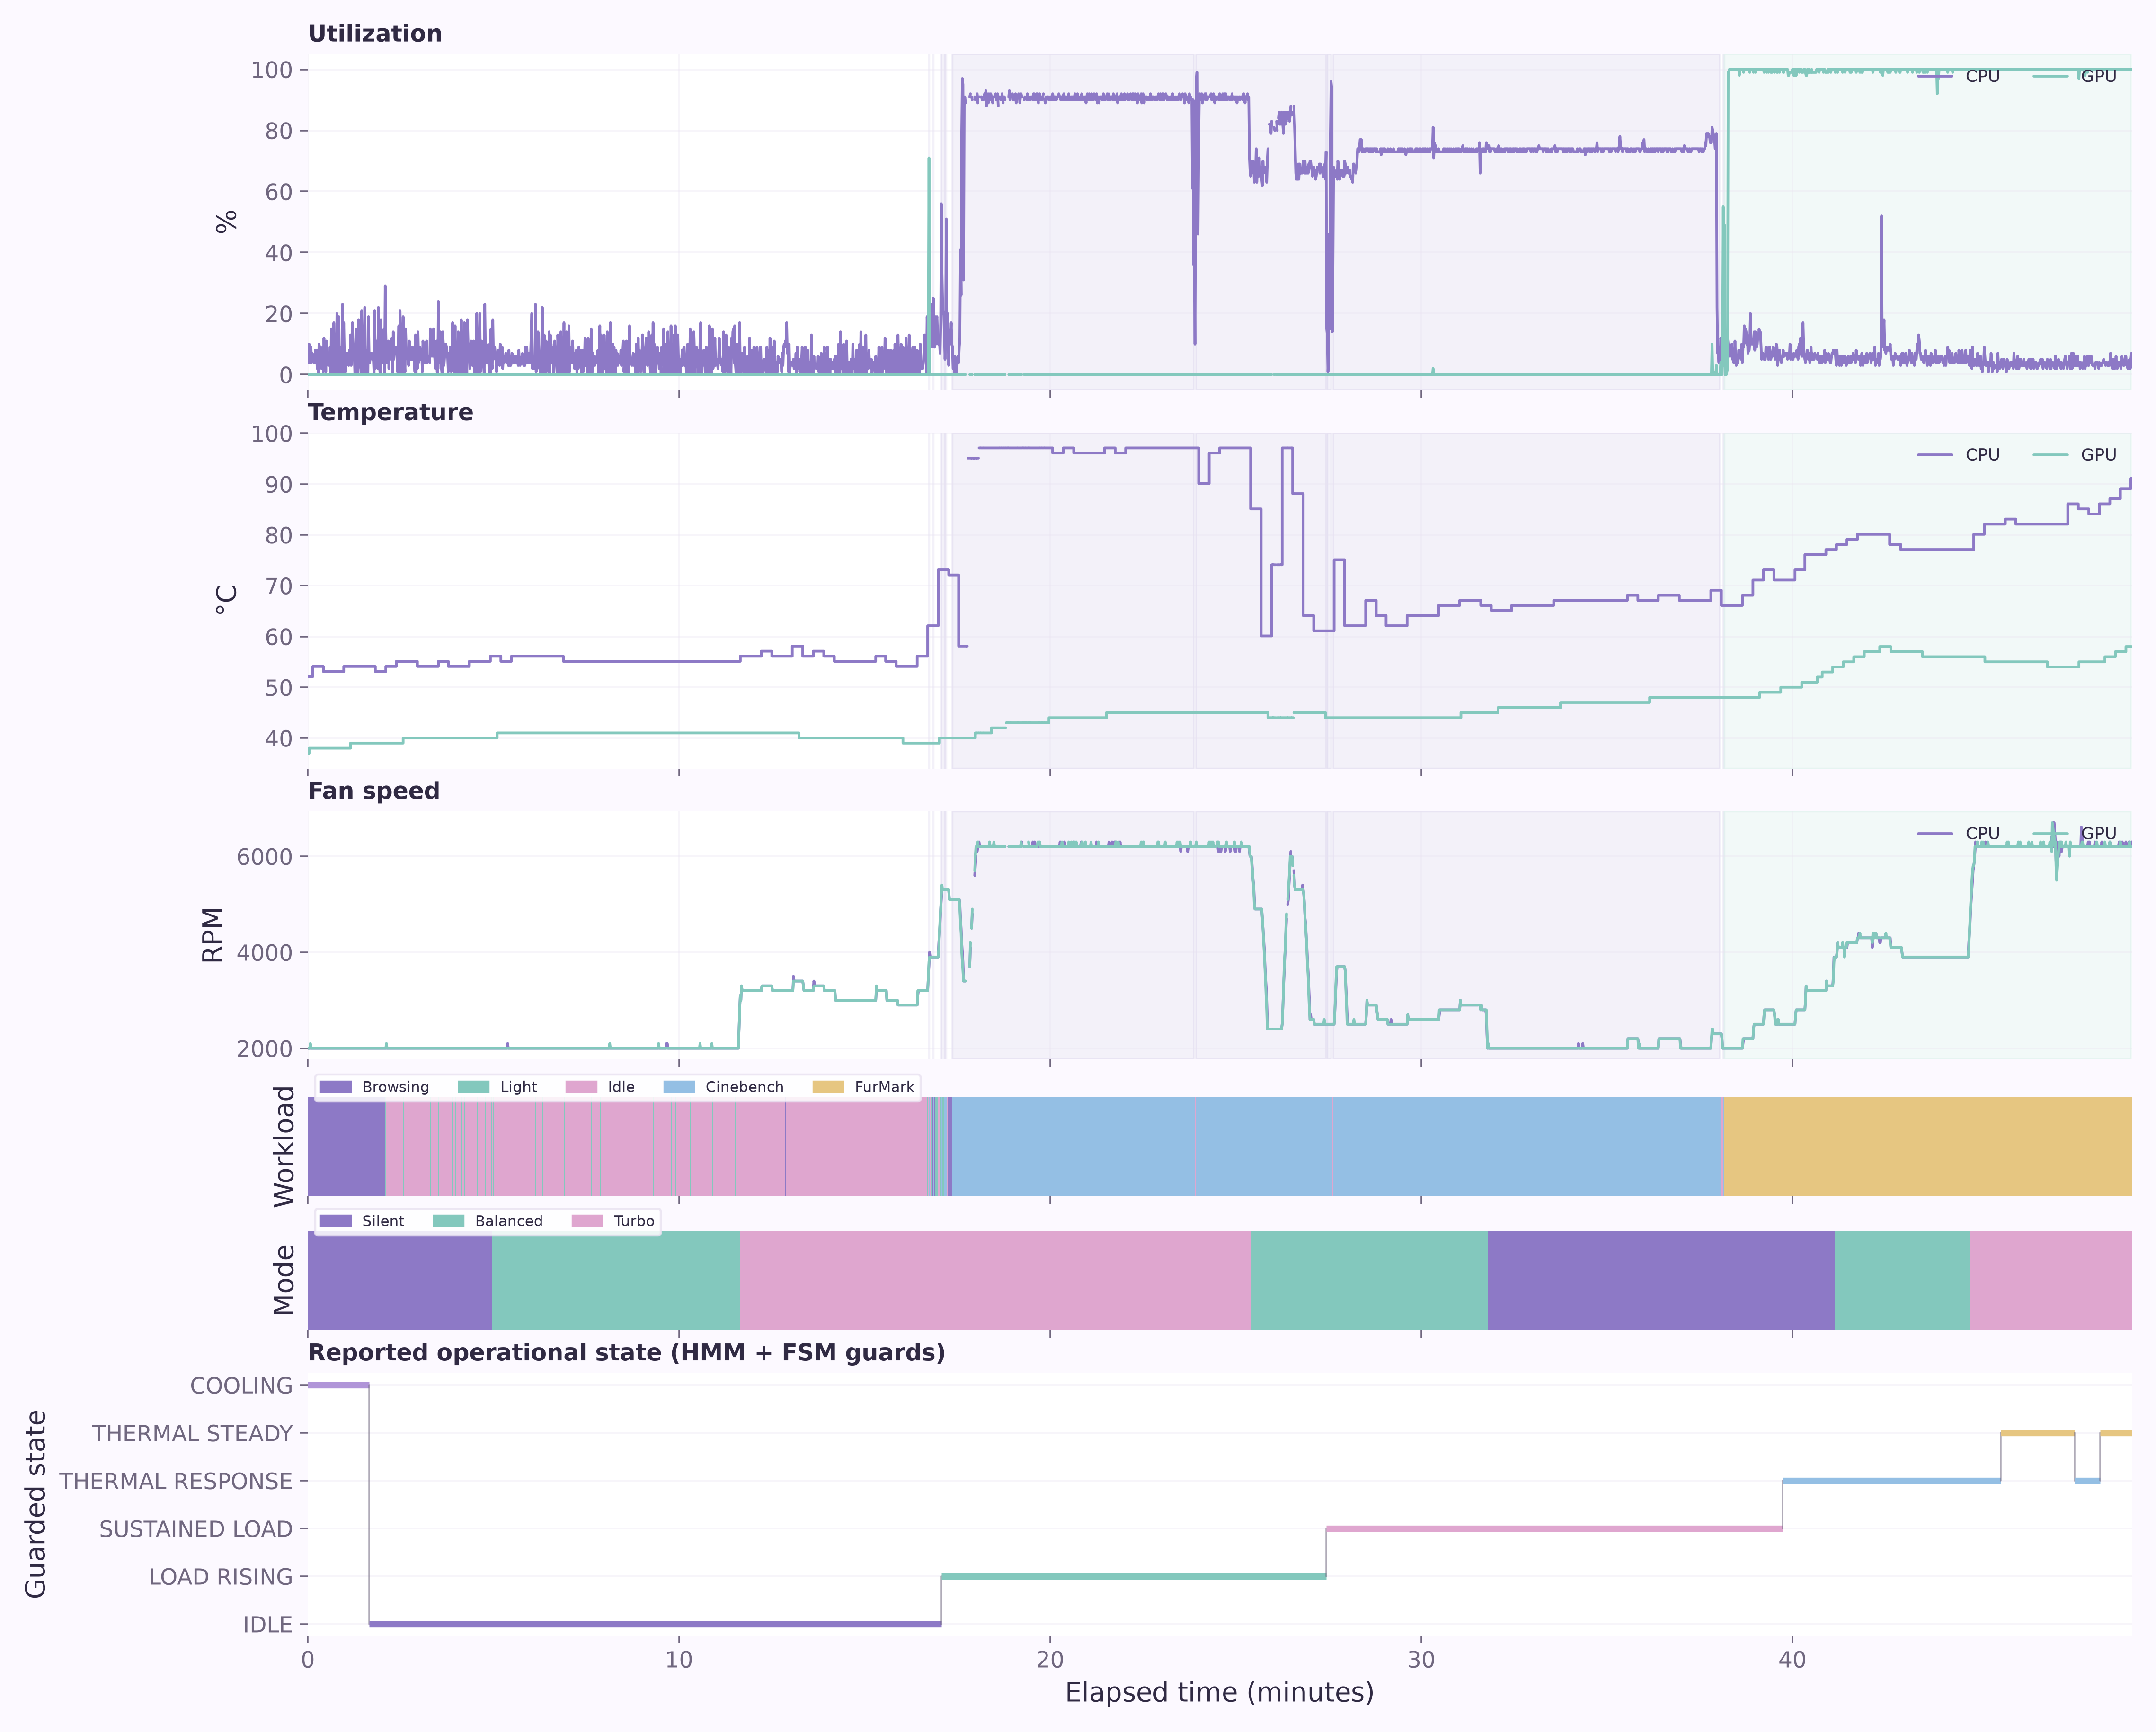 Utilization
100
80
60
40
20
0
%
CPU GPU
Temperature
100
90
80
70
60
50
40
°C
CPU GPU
Fan speed
6000
4000
2000
RPM
CPU GPU
Workload
Browsing Light Idle Cinebench FurMark
Mode
Silent Balanced Turbo
Reported operational state (HMM + FSM guards)
Guarded state
COOLING
THERMAL STEADY
THERMAL RESPONSE
SUSTAINED LOAD
LOAD RISING
IDLE
0 10 20 30 40
Elapsed time (minutes)